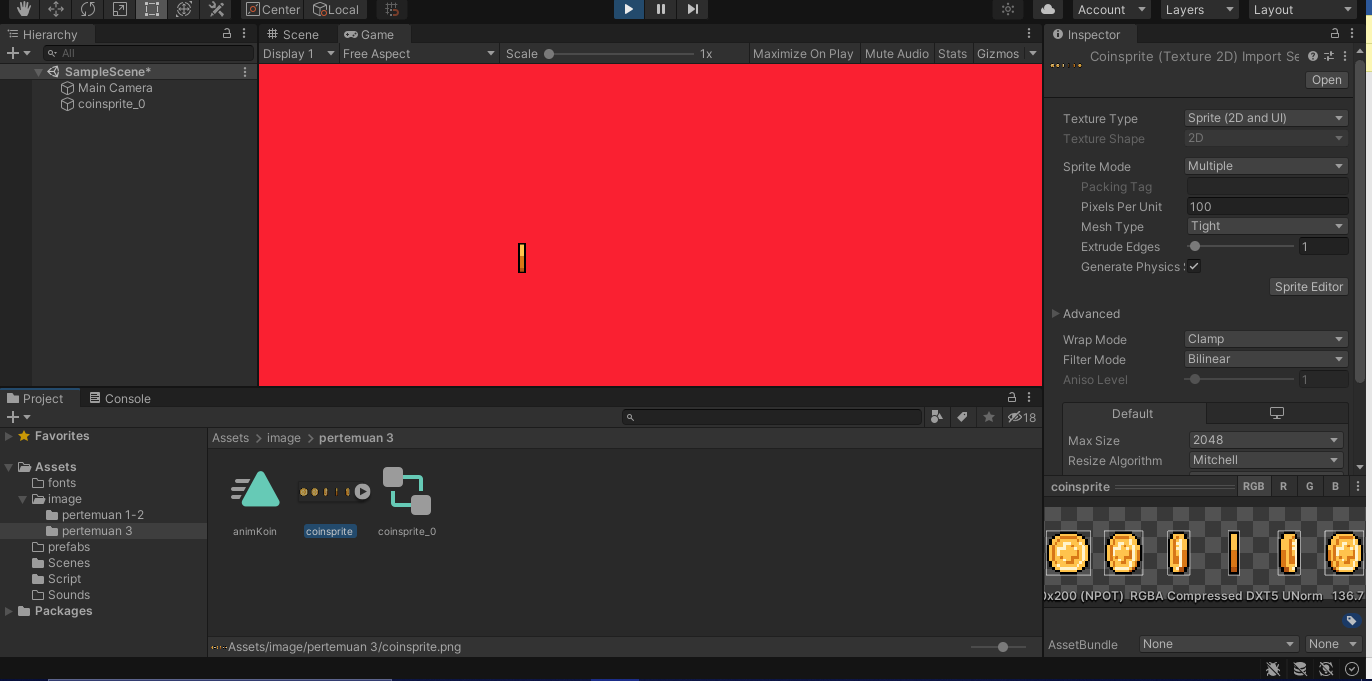 Center Local Account Layers Layout
Hierarchy
All
SampleScene*
Main Camera
coinsprite_0
Scene Game
Display 1 Free Aspect Scale 1x Maximize On Play Mute Audio Stats Gizmos
Inspector
Coinsprite (Texture 2D) Import Se
Open
Texture Type Sprite (2D and UI)
Texture Shape 2D
Sprite Mode Multiple
Packing Tag
Pixels Per Unit 100
Mesh Type Tight
Extrude Edges 1
Generate Physics S
Sprite Editor
Advanced
Wrap Mode Clamp
Filter Mode Bilinear
Aniso Level 1
Default
Max Size 2048
Resize Algorithm Mitchell
Project Console
18
Favorites
Assets
fonts
image
pertemuan 1-2
pertemuan 3
prefabs
Scenes
Script
Sounds
Packages
Assets > image > pertemuan 3
animKoin coinsprite coinsprite_0
Assets/image/pertemuan 3/coinsprite.png
coinsprite RGB R G B
0x200 (NPOT) RGBA Compressed DXT5 UNorm 136.7
AssetBundle None None